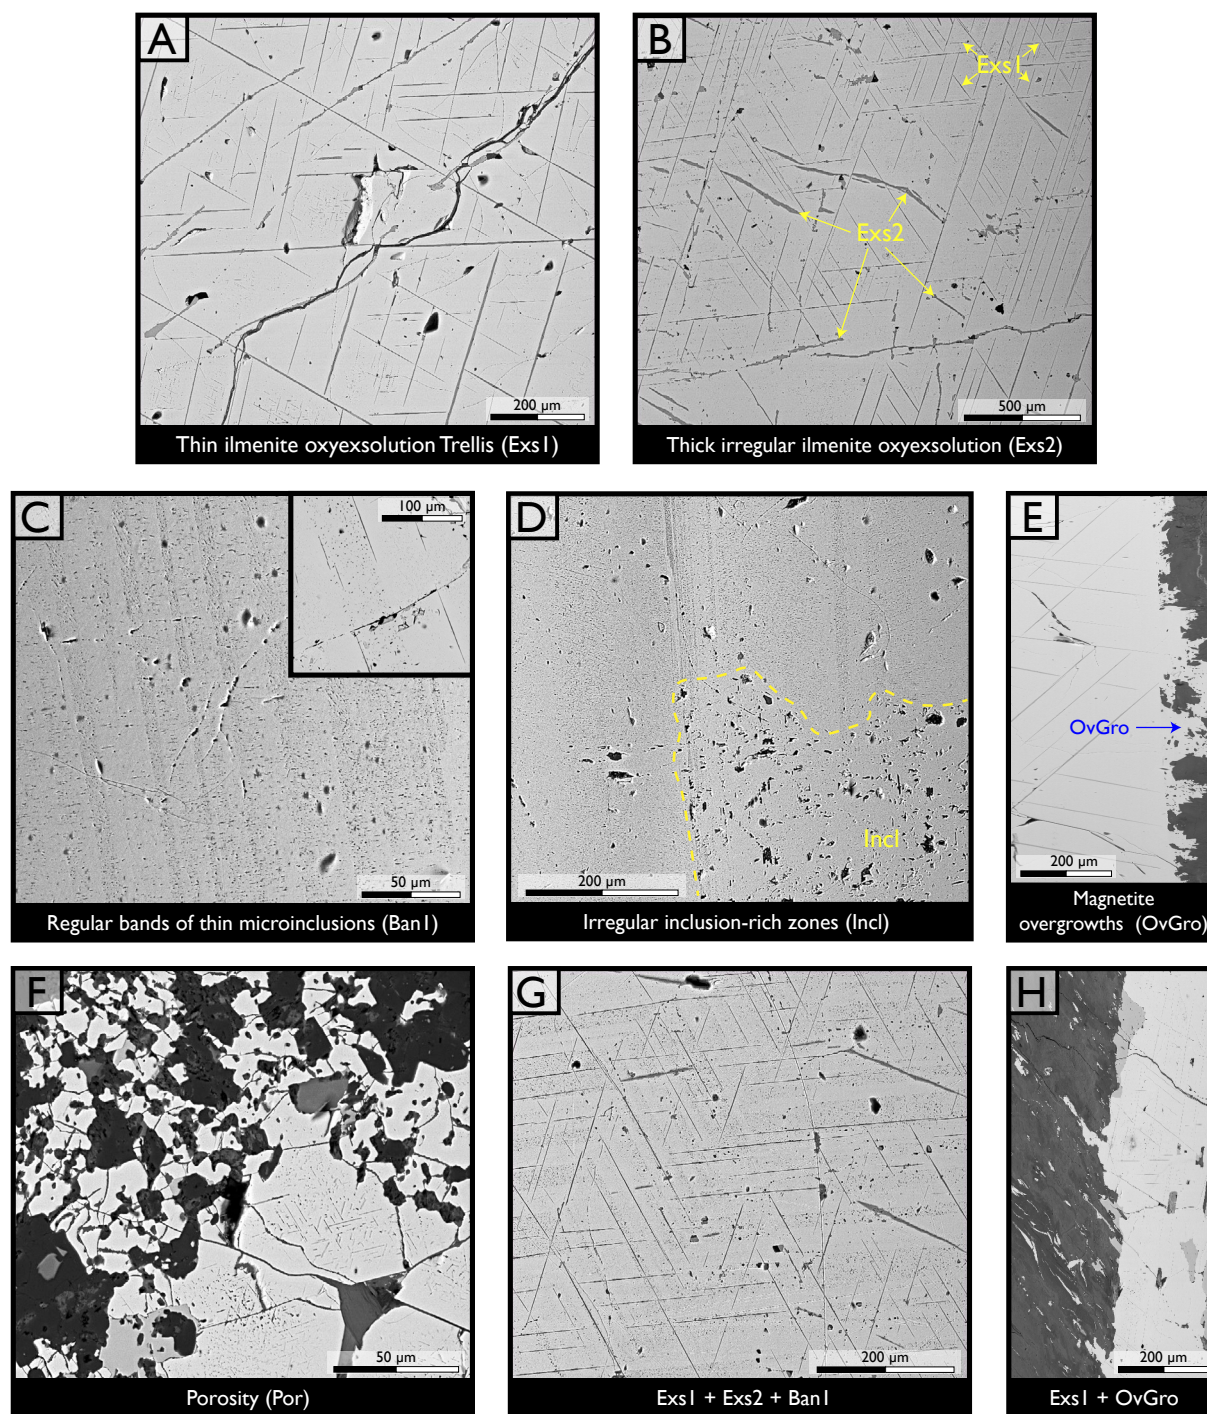 A
200 µm
Thin ilmenite oxyexsolution Trellis (Exs1)
B
Exs1
Exs2
500 µm
Thick irregular ilmenite oxyexsolution (Exs2)
C
100 µm
50 µm
Regular bands of thin microinclusions (Ban1)
D
Incl
200 µm
Irregular inclusion-rich zones (Incl)
E
OvGro
200 µm
Magnetite
overgrowths (OvGro)
F
50 µm
Porosity (Por)
G
200 µm
Exs1 + Exs2 + Ban1
H
200 µm
Exs1 + OvGro